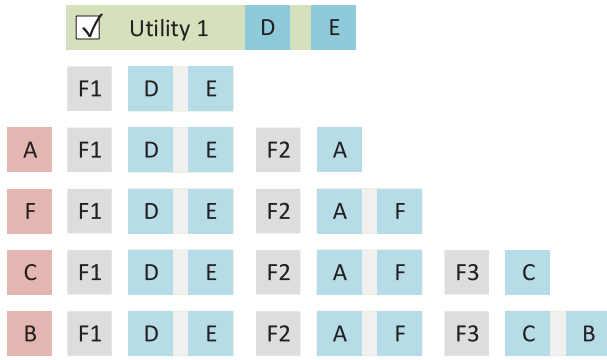 Utility 1 D E
F1 D E
A F1 D E F2 A
F F1 D E F2 A F
C F1 D E F2 A F F3 C
B F1 D E F2 A F F3 C B